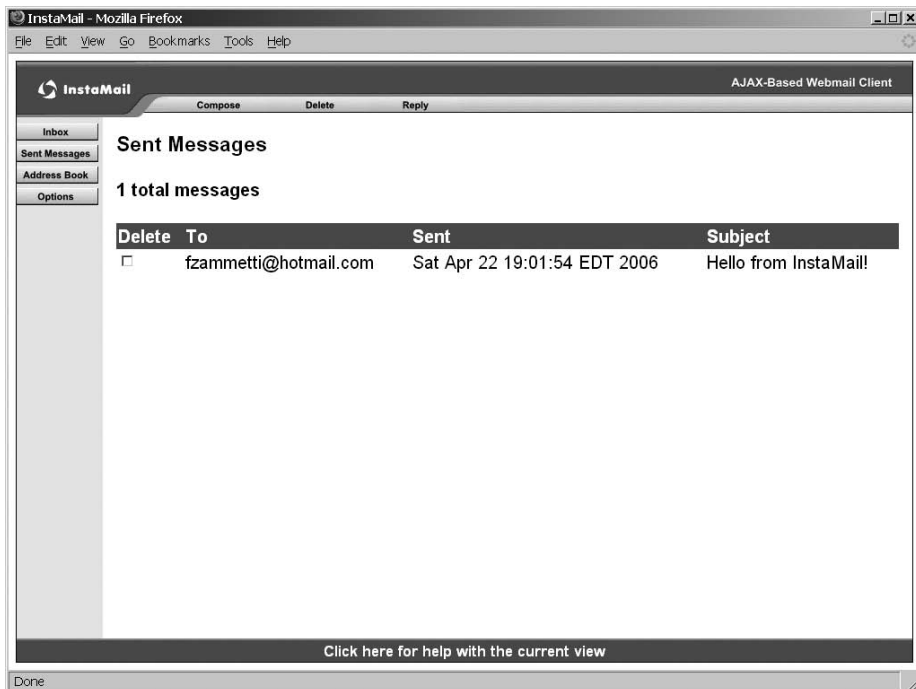 InstaMail - Mozilla Firefox
File Edit View Go Bookmarks Tools Help
InstaMail
AJAX-Based Webmail Client
Compose Delete Reply
Inbox
Sent Messages
Address Book
Options
Sent Messages
1 total messages
Delete To Sent Subject
fzammetti@hotmail.com Sat Apr 22 19:01:54 EDT 2006 Hello from InstaMail!
Click here for help with the current view
Done